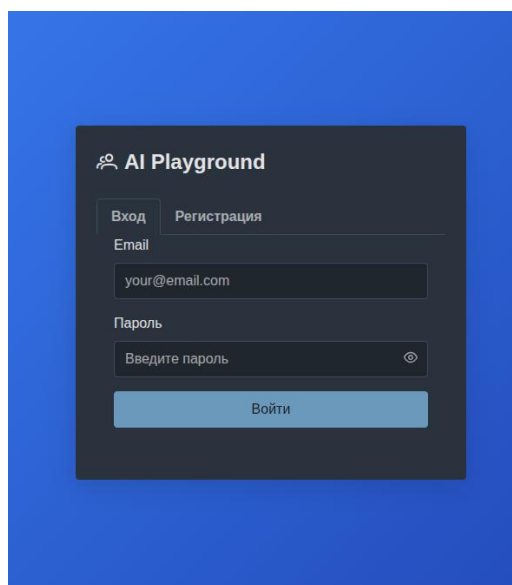 AI Playground
Вход Регистрация
Email
your@email.com
Пароль
Введите пароль
Войти